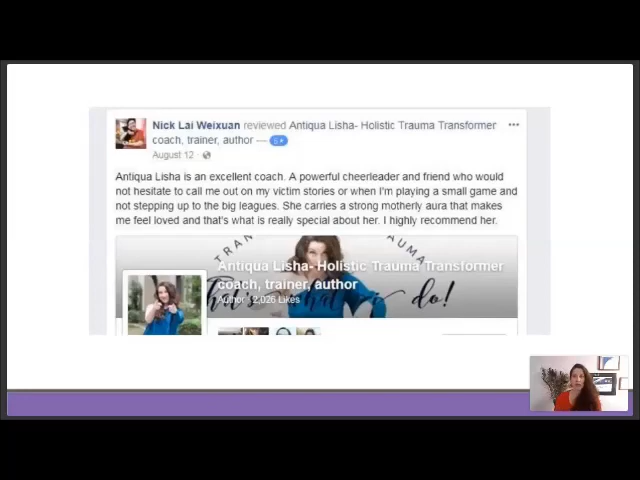 Nick Lai Weixuan reviewed Antiqua Lisha- Holistic Trauma Transformer
coach, trainer, author — 5★
August 12 ·
Antiqua Lisha is an excellent coach. A powerful cheerleader and friend who would
not hesitate to call me out on my victim stories or when I'm playing a small game and
not stepping up to the big leagues. She carries a strong motherly aura that makes
me feel loved and that's what is really special about her. I highly recommend her.
Antiqua Lisha- Holistic Trauma Transformer
coach, trainer, author
Author · 2,026 Likes
do!